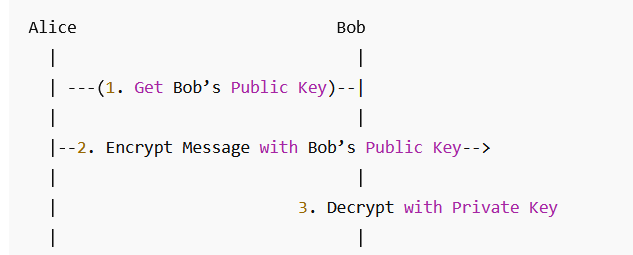 Alice                              Bob
  |                                 |
  | ---(1. Get Bob’s Public Key)--|
  |                                 |
  |--2. Encrypt Message with Bob’s Public Key-->
  |                                 |
  |                          3. Decrypt with Private Key
  |                                 |